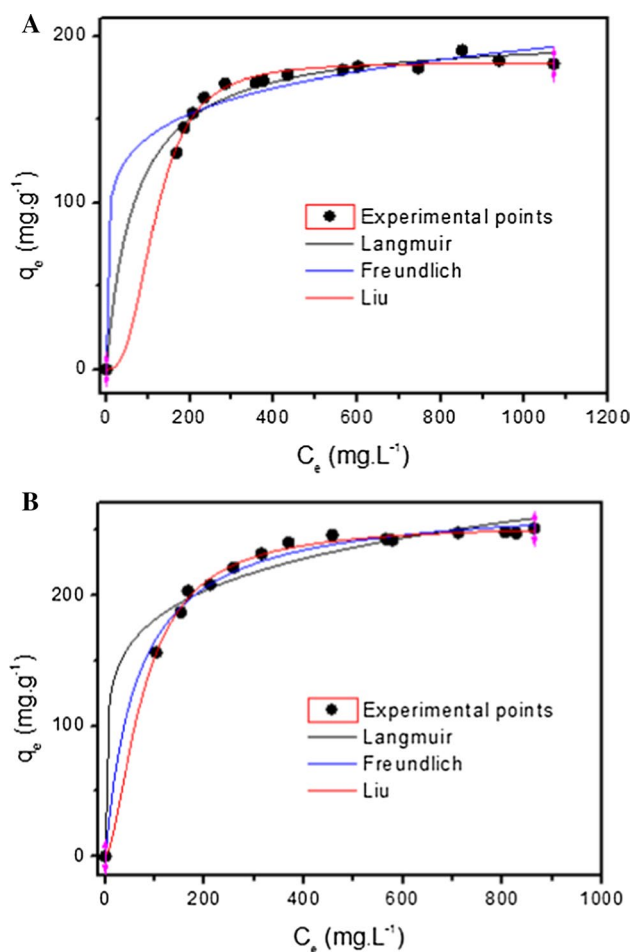 A
200
100
0
qe (mg.g-1)
Experimental points
Langmuir
Freundlich
Liu
0 200 400 600 800 1000 1200
Ce (mg.L-1)
B
200
100
0
qe (mg.g-1)
Experimental points
Langmuir
Freundlich
Liu
0 200 400 600 800 1000
Ce (mg.L-1)